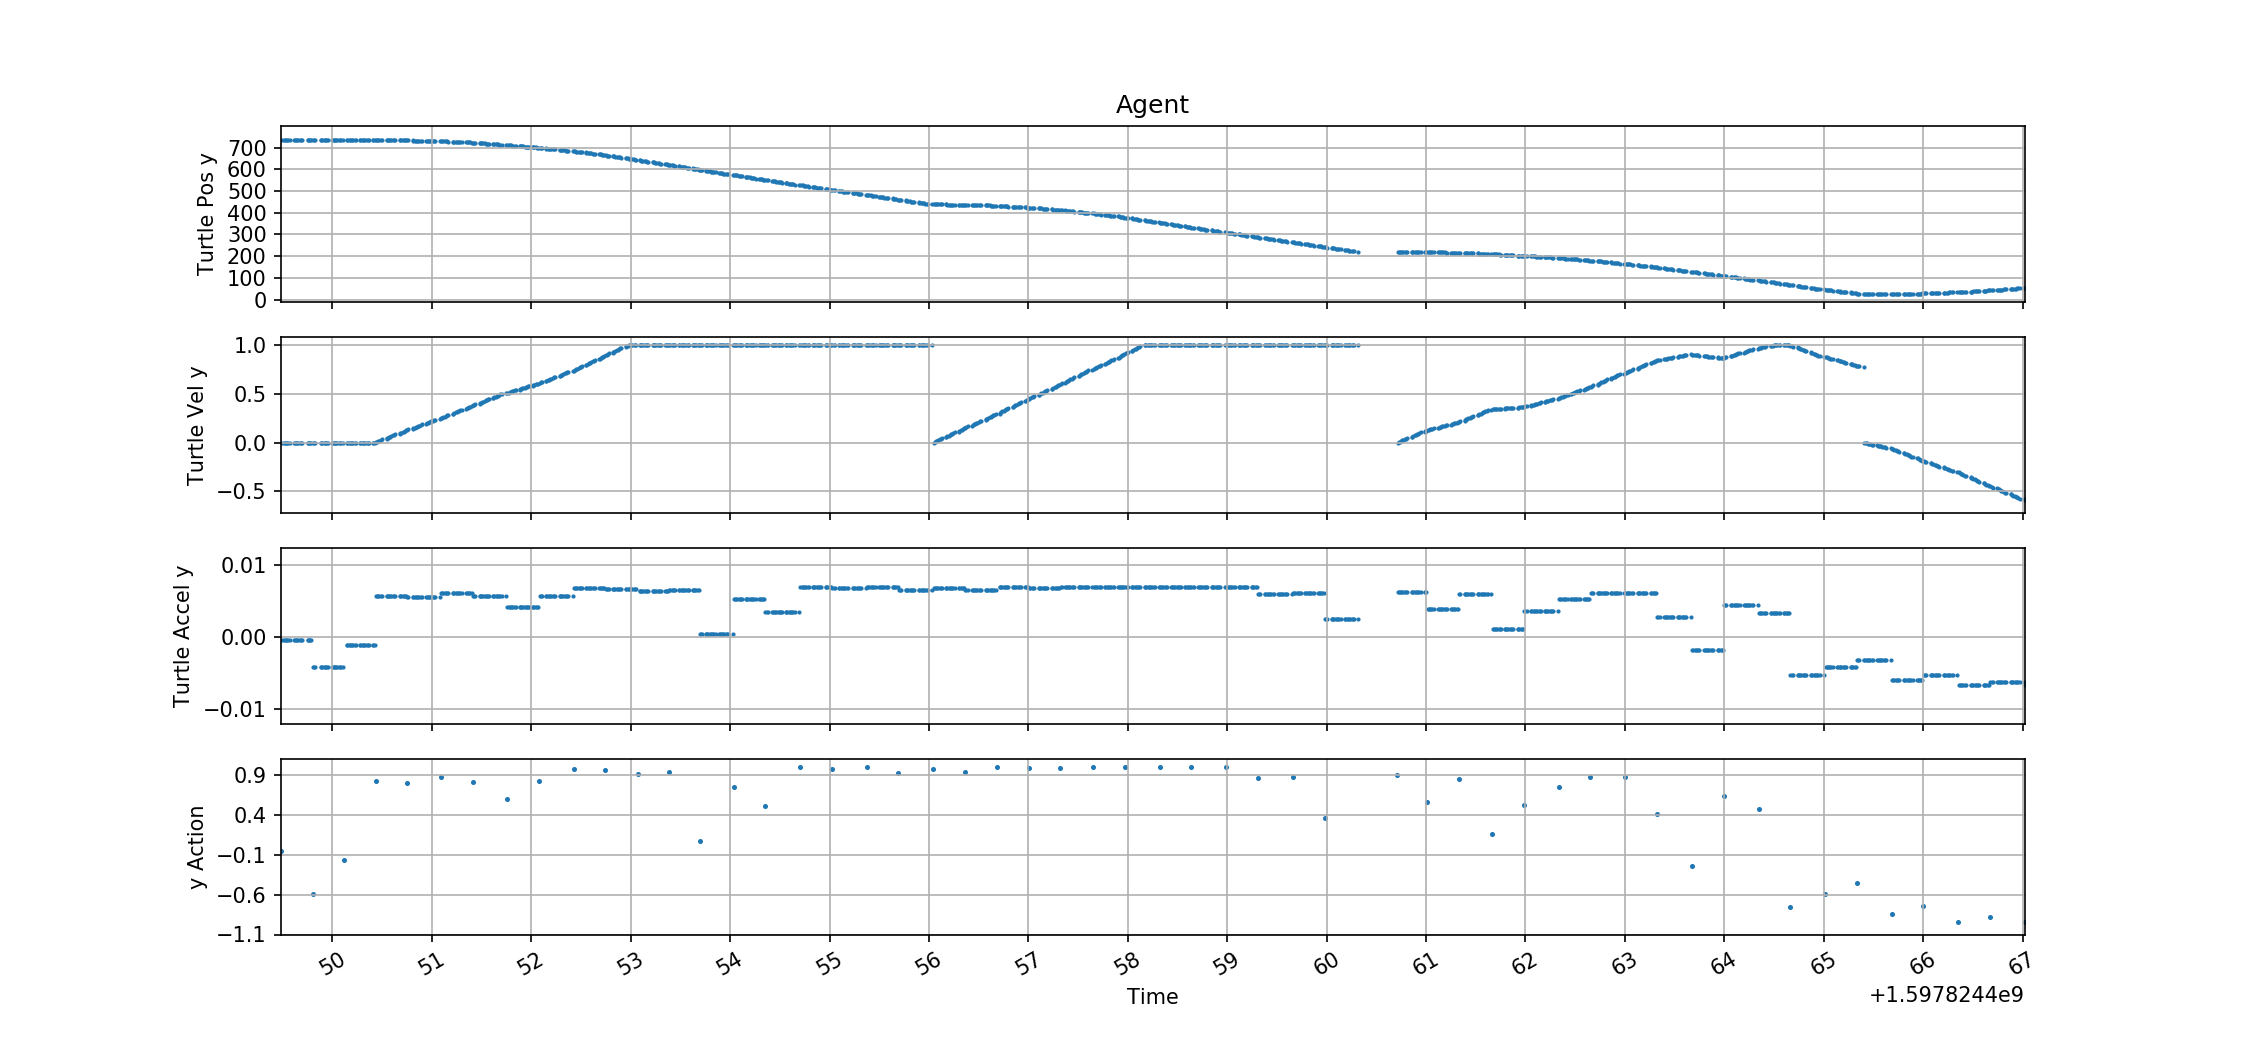 Agent
Turtle Pos y
700
600
500
400
300
200
100
0
Turtle Vel y
1.0
0.5
0.0
−0.5
Turtle Accel y
0.01
0.00
−0.01
y Action
0.9
0.4
−0.1
−0.6
−1.1
50 51 52 53 54 55 56 57 58 59 60 61 62 63 64 65 66 67
Time
+1.5978244e9